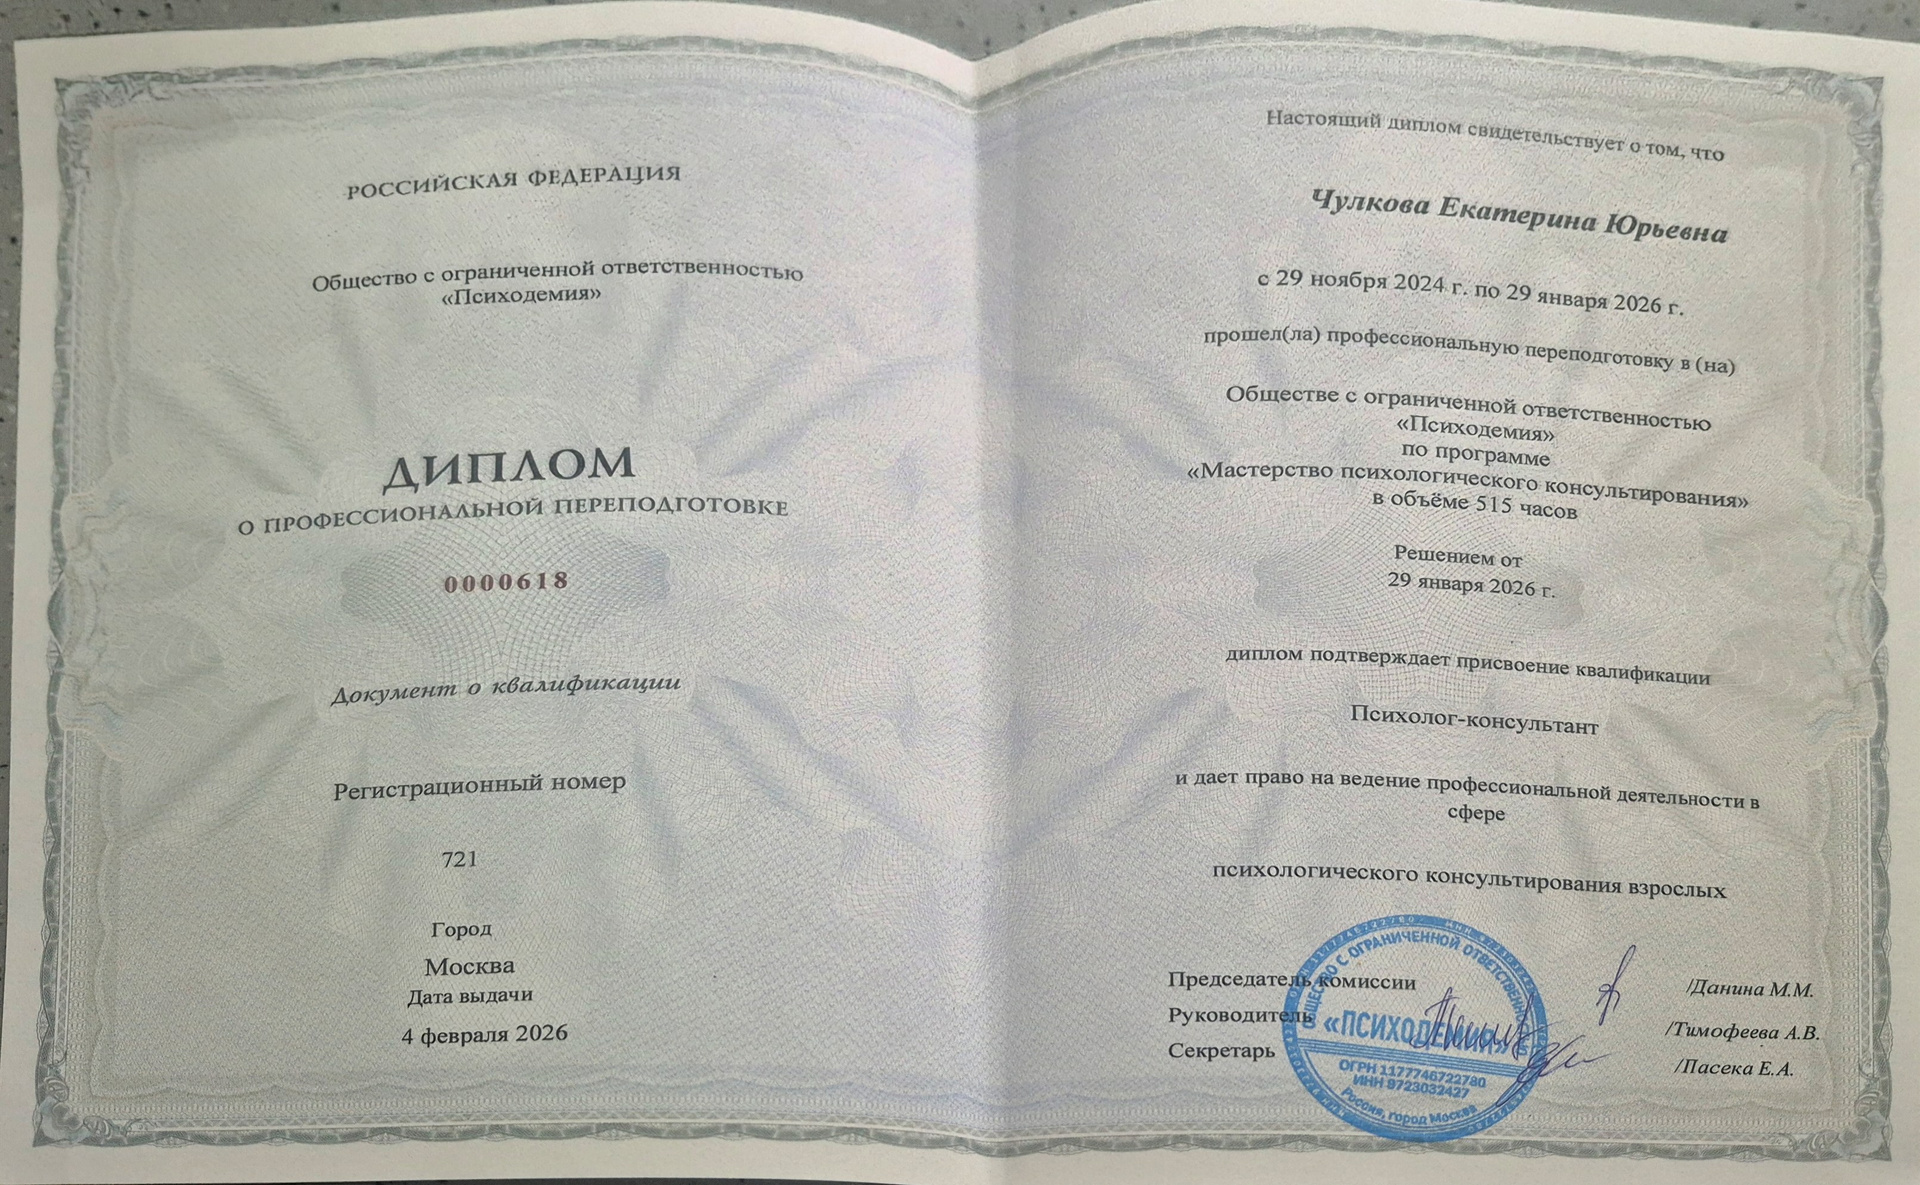 РОССИЙСКАЯ ФЕДЕРАЦИЯ
Общество с ограниченной ответственностью
«Психодемия»
ДИПЛОМ
О ПРОФЕССИОНАЛЬНОЙ ПЕРЕПОДГОТОВКЕ
0000618
Документ о квалификации
Регистрационный номер
721
Город
Москва
Дата выдачи
4 февраля 2026
Настоящий диплом свидетельствует о том, что
Чулкова Екатерина Юрьевна
с 29 ноября 2024 г. по 29 января 2026 г.
прошел(ла) профессиональную переподготовку в (на)
Обществе с ограниченной ответственностью
«Психодемия»
по программе
«Мастерство психологического консультирования»
в объёме 515 часов
Решением от
29 января 2026 г.
диплом подтверждает присвоение квалификации
Психолог-консультант
и дает право на ведение профессиональной деятельности в
сфере
психологического консультирования взрослых
Председатель комиссии /Данина М.М.
Руководитель /Тимофеева А.В.
Секретарь /Пасека Е.А.
ОБЩЕСТВО С ОГРАНИЧЕННОЙ ОТВЕТСТВЕННОСТЬЮ
«ПСИХОДЕМИЯ»
ОГРН 1177746722780
ИНН 9723032427
Россия, город Москва